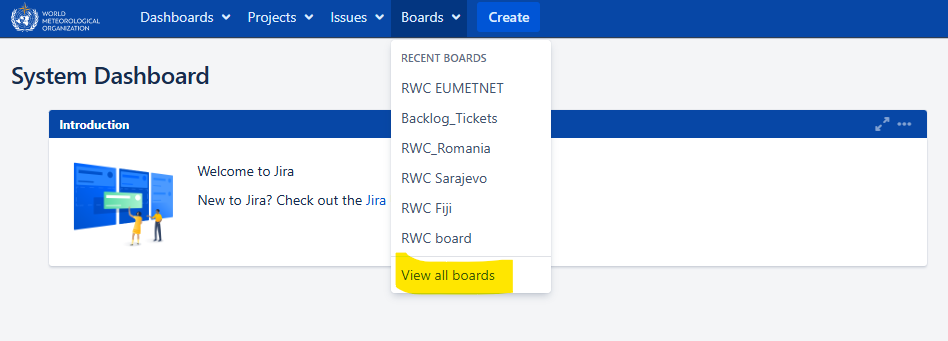 WORLD
METEOROLOGICAL
ORGANIZATION
Dashboards Projects Issues Boards Create
System Dashboard
RECENT BOARDS
RWC EUMETNET
Backlog_Tickets
RWC_Romania
RWC Sarajevo
RWC Fiji
RWC board
View all boards
Introduction
Welcome to Jira
New to Jira? Check out the Jira